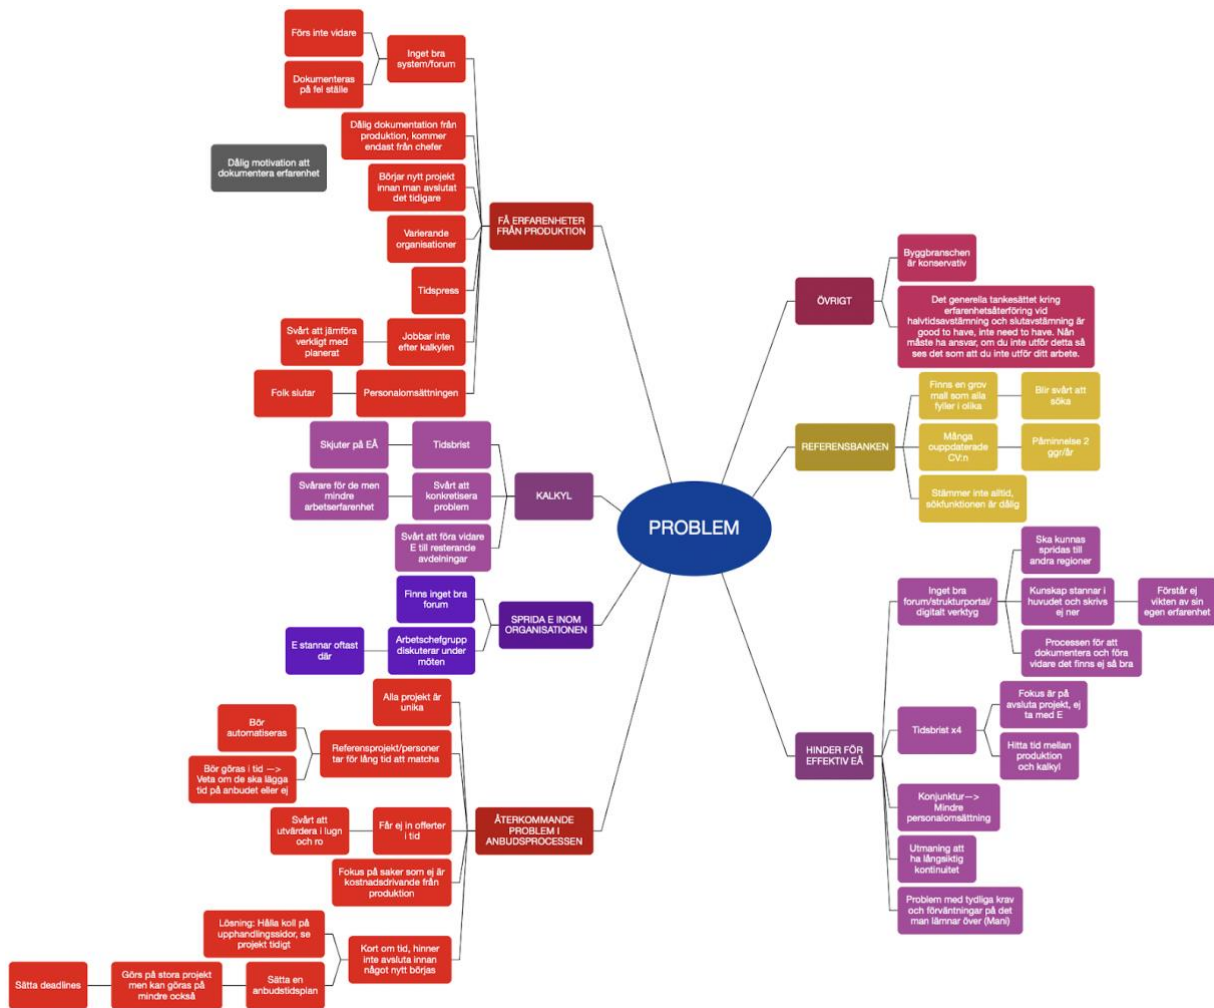 Förs inte vidare
Dokumenteras
på fel ställe
Inget bra
system/forum
Dålig dokumentation från
produktion, kommer
endast från chefer
Dålig motivation att
dokumentera erfarenhet
Börjar nytt projekt
innan man avslutat
det tidigare
Varierande
organisationer
Tidspress
Svårt att jämföra
verkligt med
planerat
Jobbar inte
efter kalkylen
Folk slutar
Personalomsättningen
FÅ ERFARENHETER
FRÅN PRODUKTION
Skjuter på EÅ
Tidsbrist
Svårare för de men
mindre
arbetserfarenhet
Svårt att
konkretisera
problem
Svårt att föra vidare
E till resterande
avdelningar
KALKYL
Finns inget bra
forum
E stannar oftast
där
Arbetschefgrupp
diskuterar under
möten
SPRIDA E INOM
ORGANISATIONEN
Alla projekt är
unika
Bör
automatiseras
Bör göras i tid —>
Veta om de ska lägga
tid på anbudet eller ej
Referensprojekt/personer
tar för lång tid att matcha
Svårt att
utvärdera i lugn
och ro
Får ej in offerter
i tid
Fokus på saker som ej är
kostnadsdrivande från
produktion
Lösning: Hålla koll på
upphandlingssidor, se
projekt tidigt
Sätta deadlines
Görs på stora projekt
men kan göras på
mindre också
Sätta en
anbudstidsplan
Kort om tid, hinner
inte avsluta innan
något nytt börjas
ÅTERKOMMANDE
PROBLEM I
ANBUDSPROCESSEN
PROBLEM
ÖVRIGT
Byggbranschen
är konservativ
Det generella tankesättet kring
erfarenhetsåterföring vid
halvtidsavstämning och slutavstämning är
good to have, inte need to have. Nån
måste ha ansvar, om du inte utför detta så
ses det som att du inte utför ditt arbete.
REFERENSBANKEN
Finns en grov
mall som alla
fyller i olika
Blir svårt att
söka
Många
ouppdaterade
CV:n
Påminnelse 2
ggr/år
Stämmer inte alltid,
sökfunktionen är dålig
HINDER FÖR
EFFEKTIV EÅ
Inget bra
forum/strukturportal/
digitalt verktyg
Ska kunnas
spridas till
andra regioner
Kunskap stannar i
huvudet och skrivs
ej ner
Förstår ej
vikten av sin
egen erfarenhet
Processen för att
dokumentera och föra
vidare det finns ej så bra
Tidsbrist x4
Fokus är på
avsluta projekt, ej
ta med E
Hitta tid mellan
produktion
och kalkyl
Konjunktur—>
Mindre
personalomsättning
Utmaning att
ha långsiktig
kontinuitet
Problem med tydliga krav
och förväntningar på det
man lämnar över (Mani)